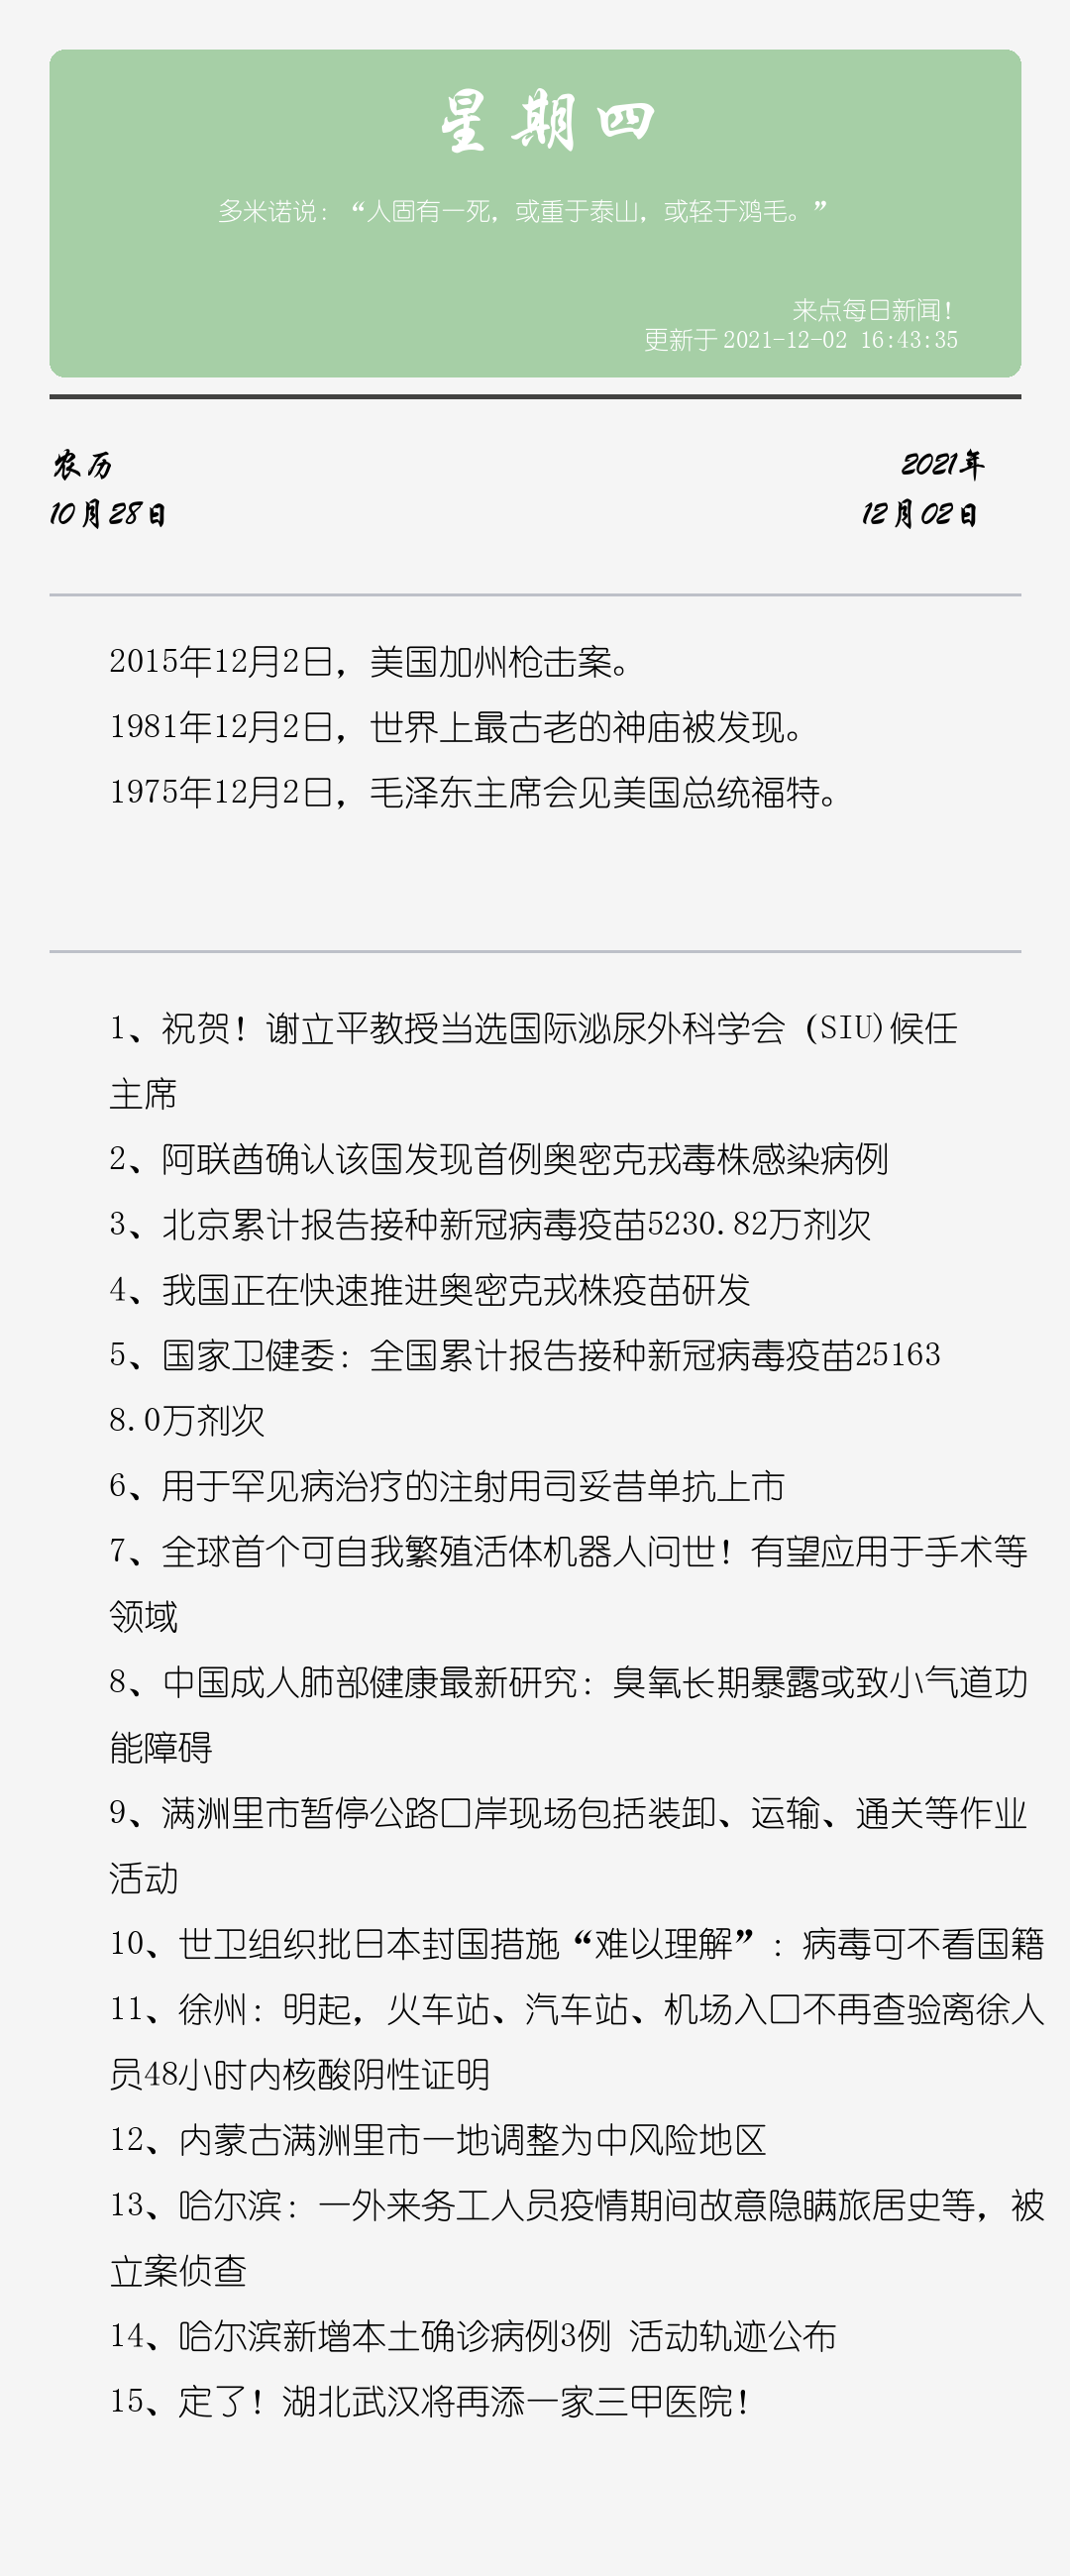 星期四
多米诺说：“人固有一死，或重于泰山，或轻于鸿毛。”
来点每日新闻！
更新于 2021-12-02 16:43:35
农历
2021年
10月28日
12月02日
2015年12月2日，美国加州枪击案。
1981年12月2日，世界上最古老的神庙被发现。
1975年12月2日，毛泽东主席会见美国总统福特。
1、祝贺！谢立平教授当选国际泌尿外科学会（SIU)候任
主席
2、阿联酋确认该国发现首例奥密克戎毒株感染病例
3、北京累计报告接种新冠病毒疫苗5230.82万剂次
4、我国正在快速推进奥密克戎株疫苗研发
5、国家卫健委：全国累计报告接种新冠病毒疫苗25163
8.0万剂次
6、用于罕见病治疗的注射用司妥昔单抗上市
7、全球首个可自我繁殖活体机器人问世！有望应用于手术等
领域
8、中国成人肺部健康最新研究：臭氧长期暴露或致小气道功
能障碍
9、满洲里市暂停公路口岸现场包括装卸、运输、通关等作业
活动
10、世卫组织批日本封国措施“难以理解”：病毒可不看国籍
11、徐州：明起，火车站、汽车站、机场入口不再查验离徐人
员48小时内核酸阴性证明
12、内蒙古满洲里市一地调整为中风险地区
13、哈尔滨：一外来务工人员疫情期间故意隐瞒旅居史等，被
立案侦查
14、哈尔滨新增本土确诊病例3例 活动轨迹公布
15、定了！湖北武汉将再添一家三甲医院！